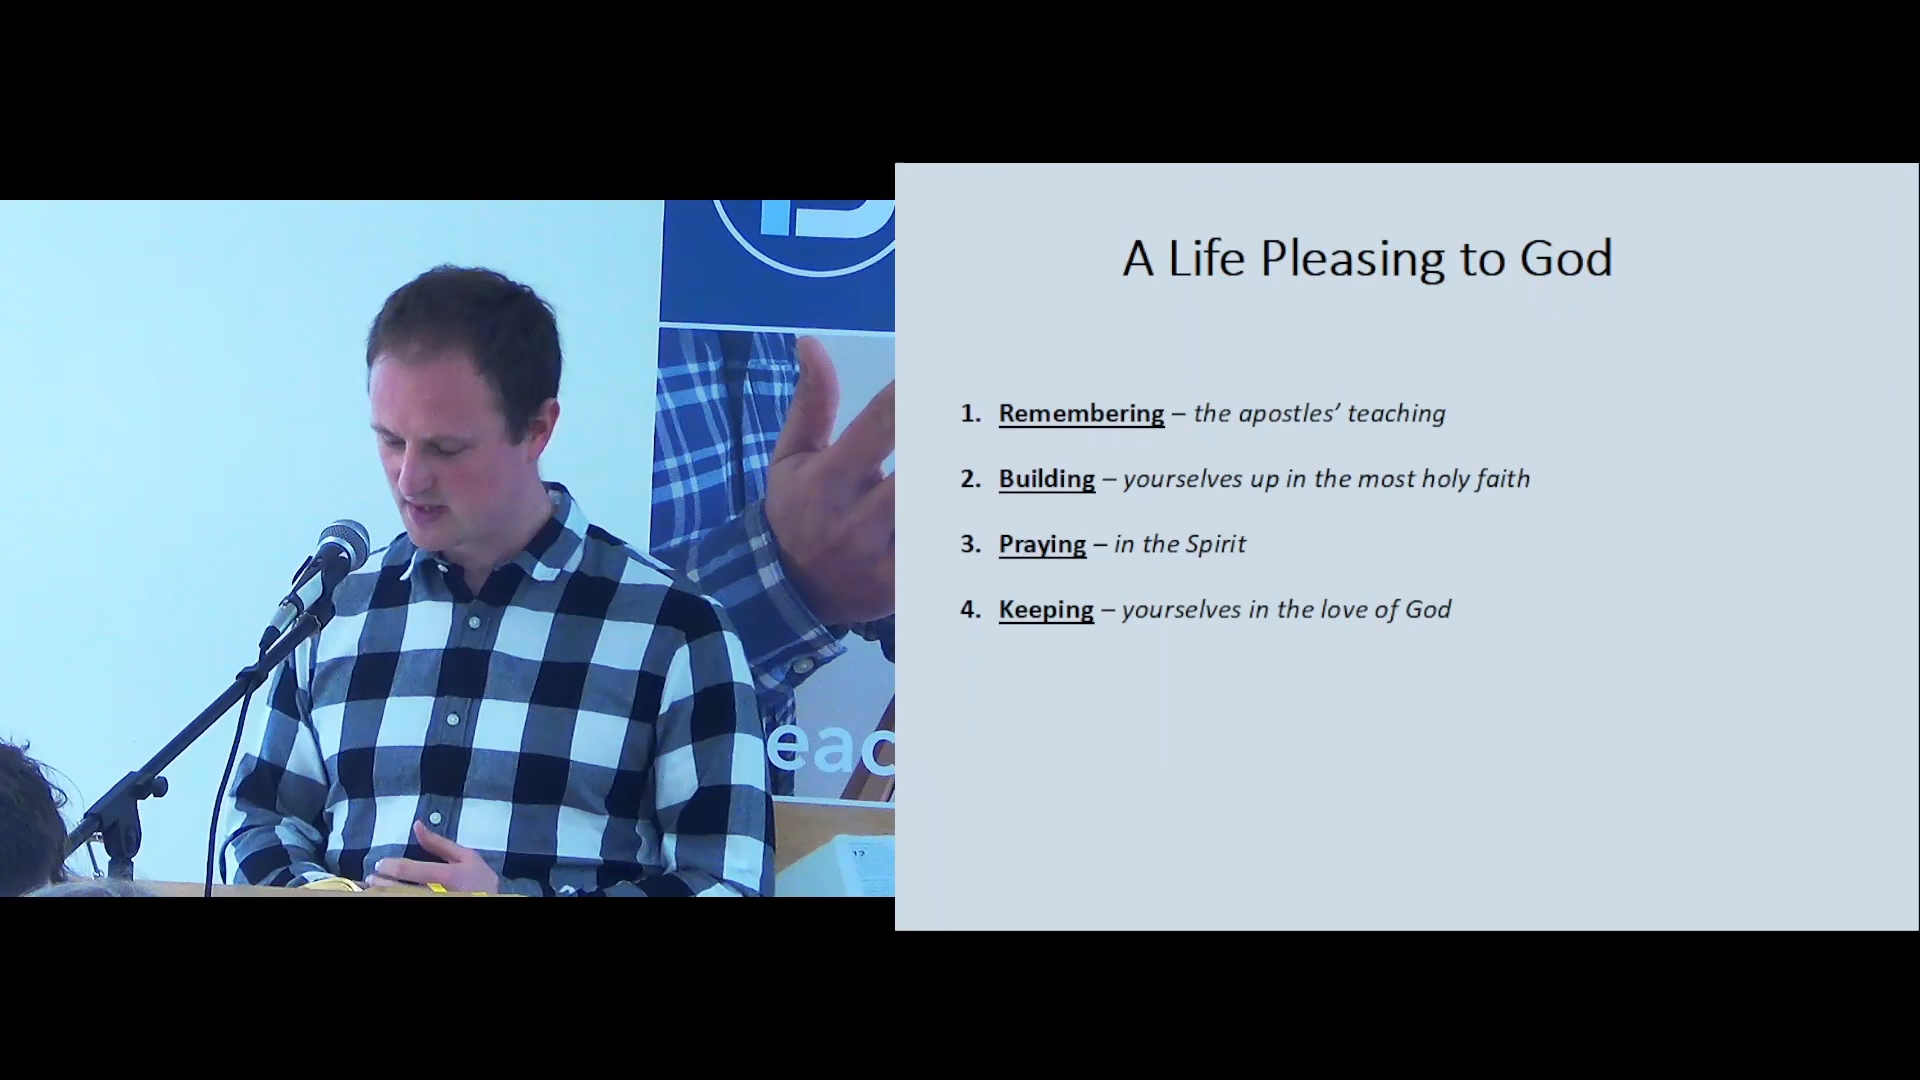 A Life Pleasing to God
1. Remembering – the apostles’ teaching
2. Building – yourselves up in the most holy faith
3. Praying – in the Spirit
4. Keeping – yourselves in the love of God
eac
12